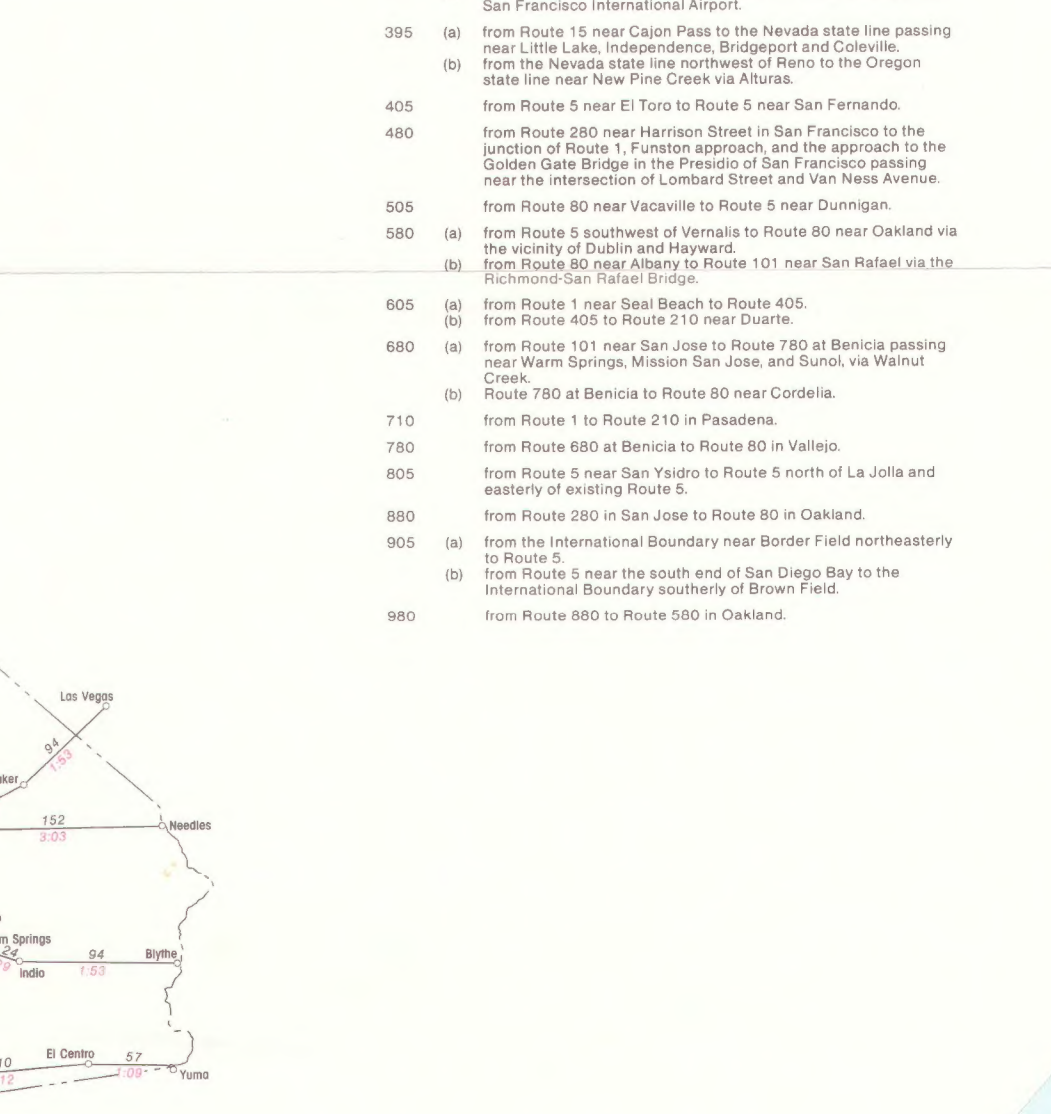 San Francisco International Airport.
395 (a) from Route 15 near Cajon Pass to the Nevada state line passing
near Little Lake, Independence, Bridgeport and Coleville.
(b) from the Nevada state line northwest of Reno to the Oregon
state line near New Pine Creek via Alturas.
405 from Route 5 near El Toro to Route 5 near San Fernando.
480 from Route 280 near Harrison Street in San Francisco to the
junction of Route 1, Funston approach, and the approach to the
Golden Gate Bridge in the Presidio of San Francisco passing
near the intersection of Lombard Street and Van Ness Avenue.
505 from Route 80 near Vacaville to Route 5 near Dunnigan.
580 (a) from Route 5 southwest of Vernalis to Route 80 near Oakland via
the vicinity of Dublin and Hayward.
(b) from Route 80 near Albany to Route 101 near San Rafael via the
Richmond-San Rafael Bridge.
605 (a) from Route 1 near Seal Beach to Route 405.
(b) from Route 405 to Route 210 near Duarte.
680 (a) from Route 101 near San Jose to Route 780 at Benicia passing
near Warm Springs, Mission San Jose, and Sunol, via Walnut
Creek.
(b) Route 780 at Benicia to Route 80 near Cordelia.
710 from Route 1 to Route 210 in Pasadena.
780 from Route 680 at Benicia to Route 80 in Vallejo.
805 from Route 5 near San Ysidro to Route 5 north of La Jolla and
easterly of existing Route 5.
880 from Route 280 in San Jose to Route 80 in Oakland.
905 (a) from the International Boundary near Border Field northeasterly
to Route 5.
(b) from Route 5 near the south end of San Diego Bay to the
International Boundary southerly of Brown Field.
980 from Route 880 to Route 580 in Oakland.
Las Vegas
94
1:53
ker
152
Needles
3:03
m Springs
24
94
Blythe
9
Indio
1:53
El Centro
57
10
12
1:09
Yuma